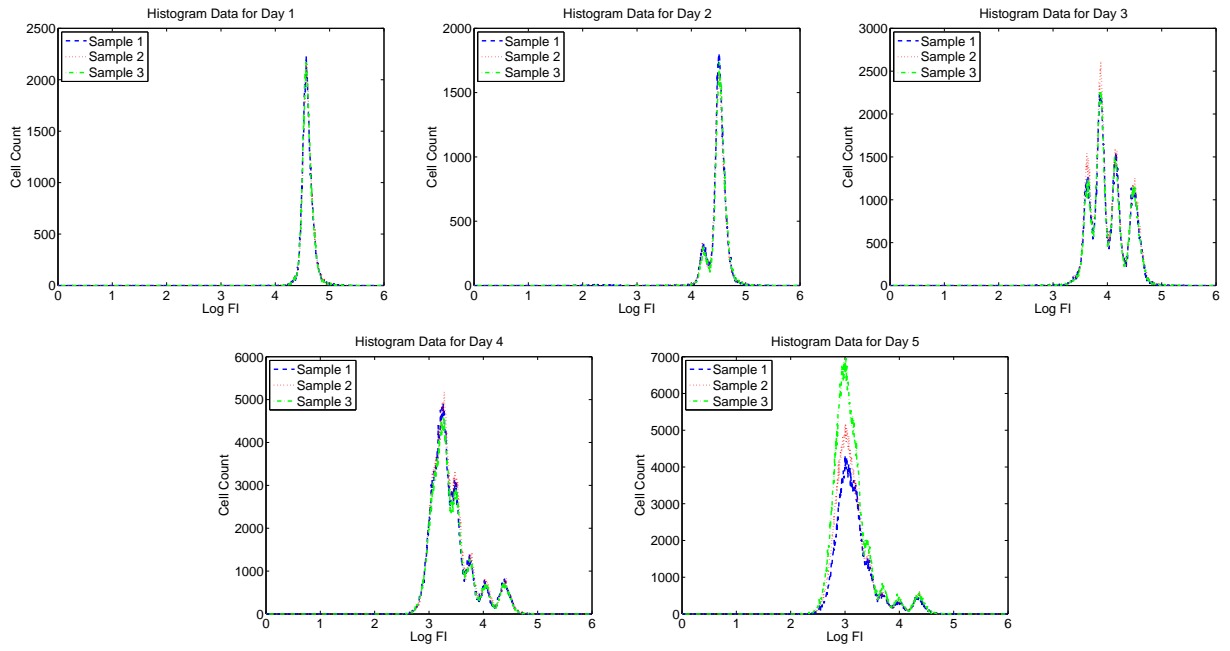 Histogram Data for Day 1
2500
2000
1500
1000
500
0
Cell Count
Sample 1
Sample 2
Sample 3
0 1 2 3 4 5 6
Log FI
Histogram Data for Day 2
2000
1500
1000
500
0
Cell Count
Sample 1
Sample 2
Sample 3
0 1 2 3 4 5 6
Log FI
Histogram Data for Day 3
3000
2500
2000
1500
1000
500
0
Cell Count
Sample 1
Sample 2
Sample 3
0 1 2 3 4 5 6
Log FI
Histogram Data for Day 4
6000
5000
4000
3000
2000
1000
0
Cell Count
Sample 1
Sample 2
Sample 3
0 1 2 3 4 5 6
Log FI
Histogram Data for Day 5
7000
6000
5000
4000
3000
2000
1000
0
Cell Count
Sample 1
Sample 2
Sample 3
0 1 2 3 4 5 6
Log FI